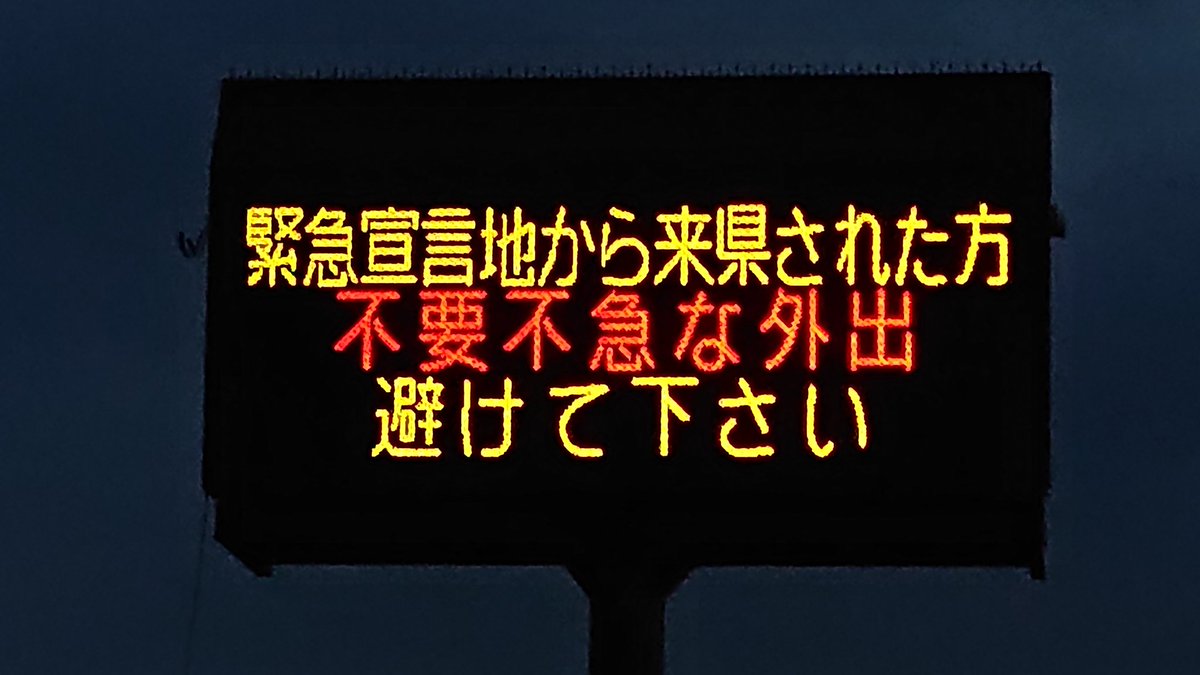 緊急宣言地から来県された方
不要不急な外出
避けて下さい